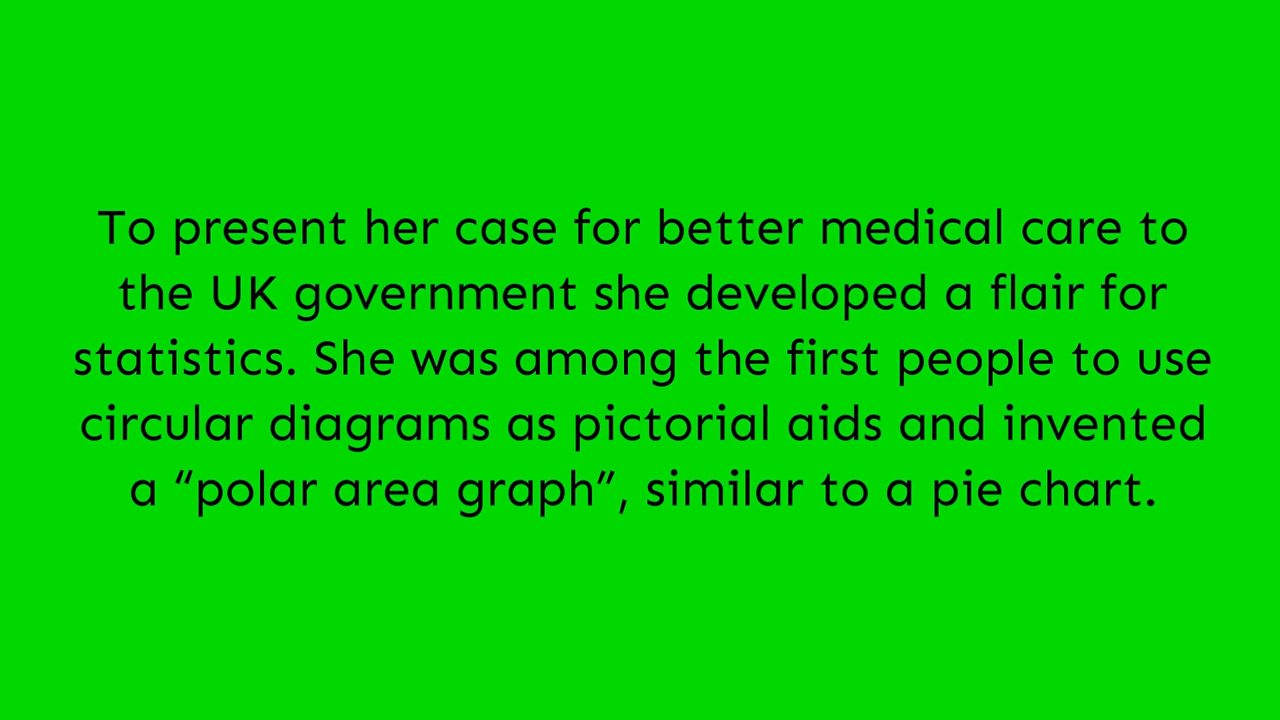 To present her case for better medical care to
the UK government she developed a flair for
statistics. She was among the first people to use
circular diagrams as pictorial aids and invented
a “polar area graph”, similar to a pie chart.